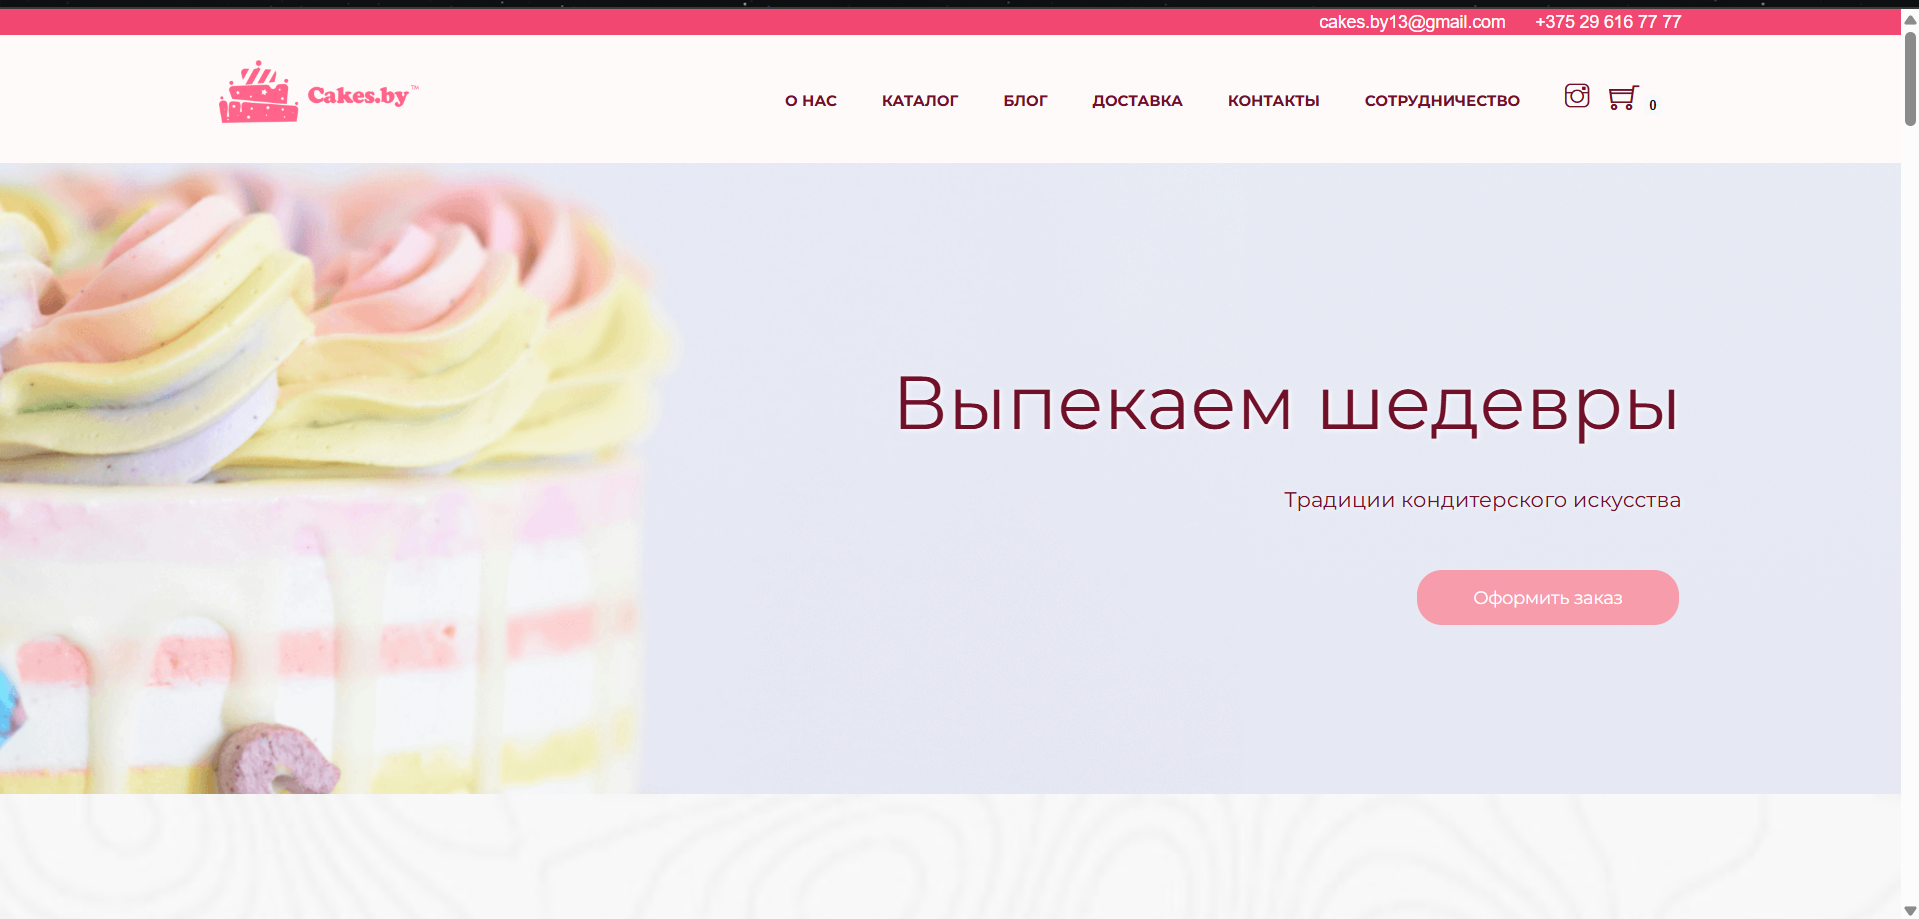 cakes.by13@gmail.com +375 29 616 77 77
Cakes.by™
О НАС КАТАЛОГ БЛОГ ДОСТАВКА КОНТАКТЫ СОТРУДНИЧЕСТВО 0
Выпекаем шедевры
Традиции кондитерского искусства
Оформить заказ